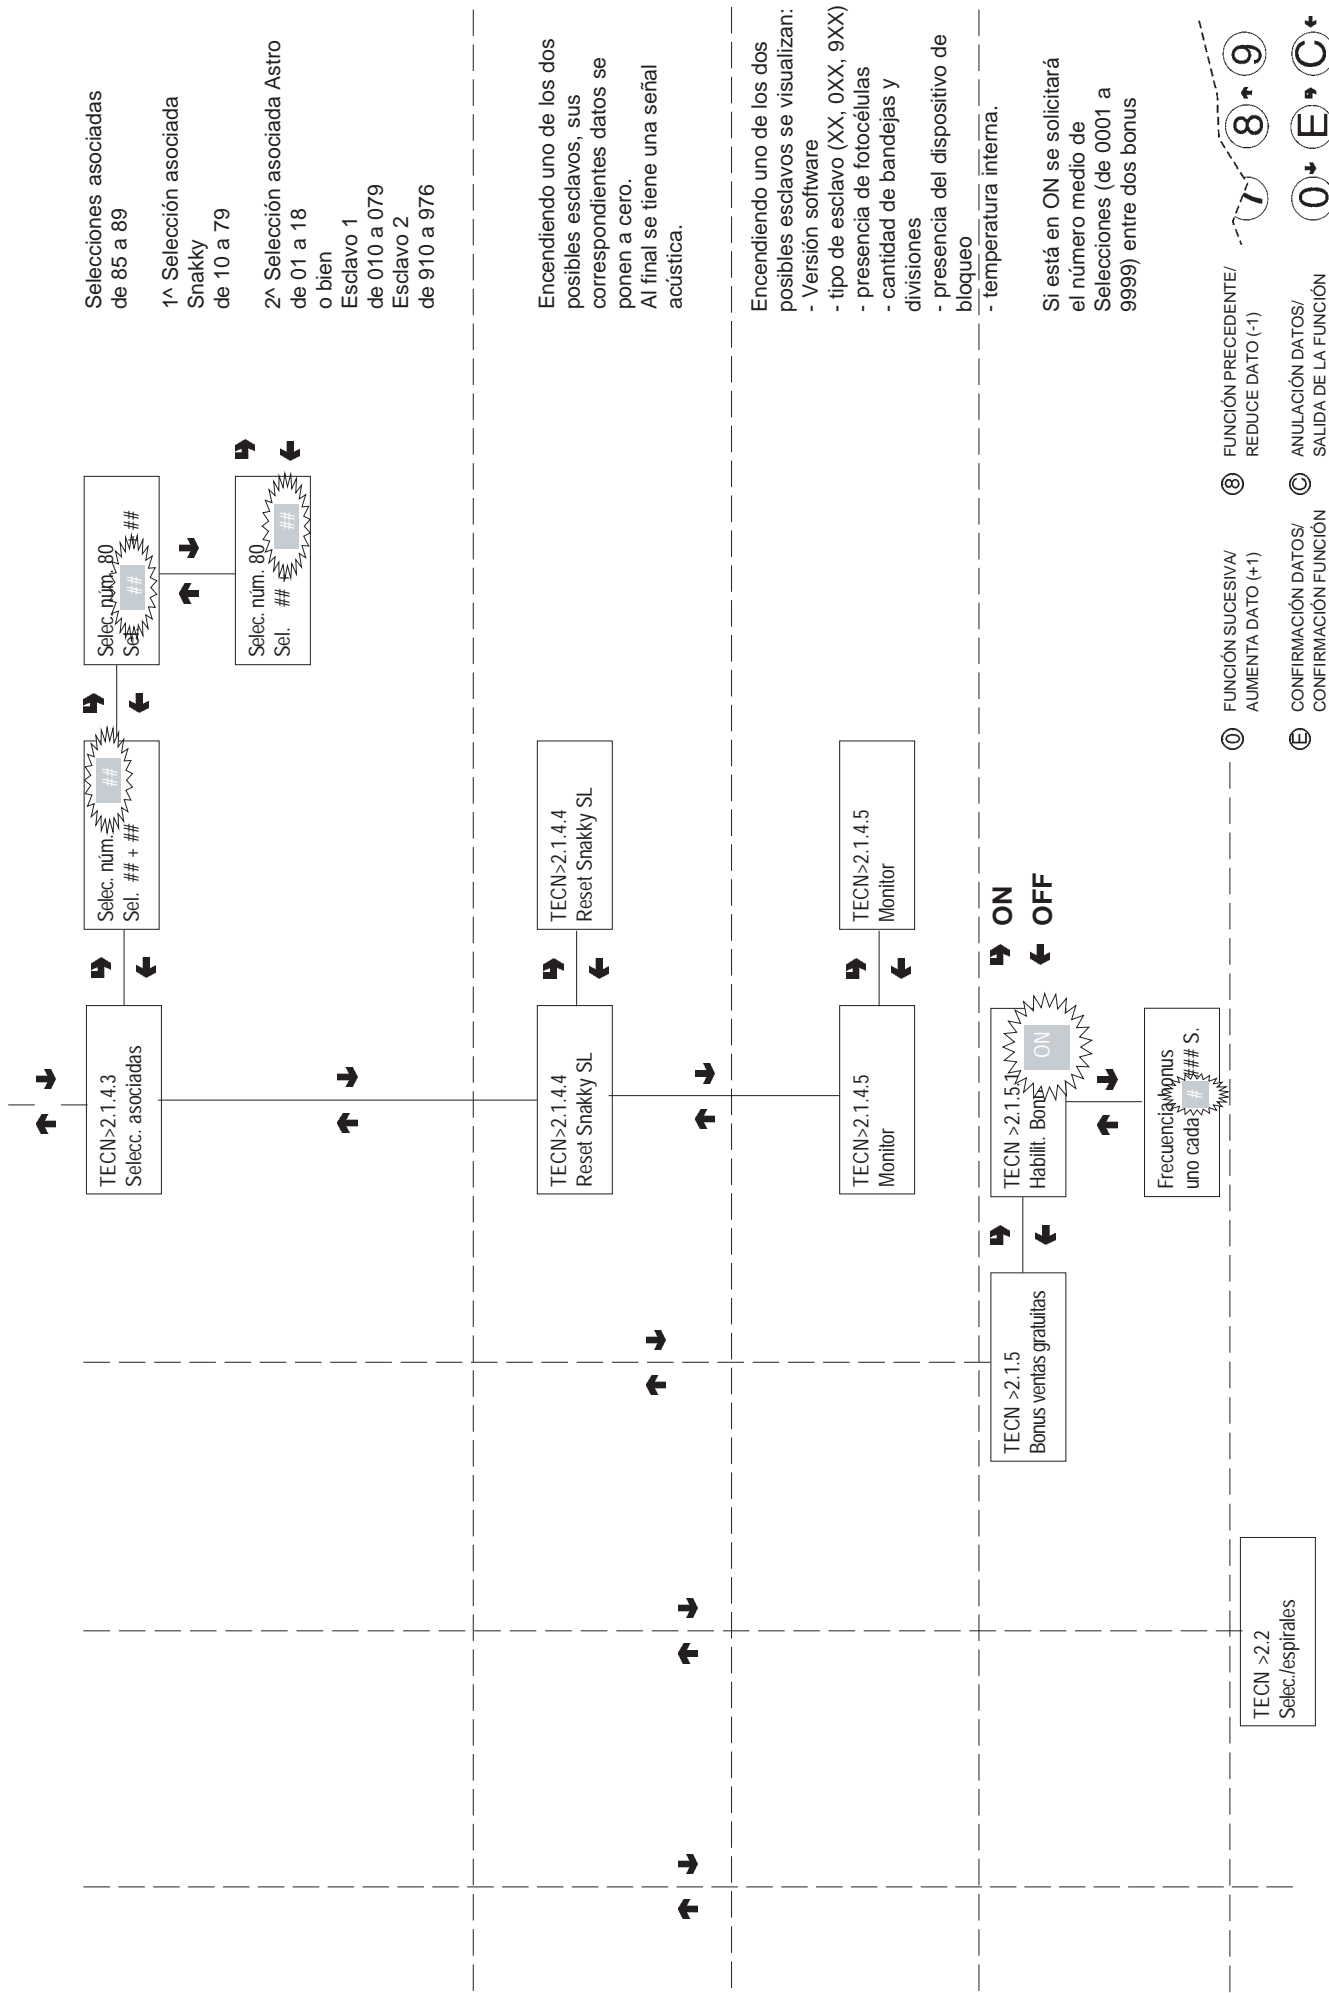 TECN>2.1.4.3
Selecc. asociadas
Selec. núm. ##
Sel. ## + ##
Selec. núm. 80
Sel. ## + ##
Selec. núm. 80
Sel. ## + ##
Selecciones asociadas
de 85 a 89
1^ Selección asociada
Snakky
de 10 a 79
2^ Selección asociada Astro
de 01 a 18
o bien
Esclavo 1
de 010 a 079
Esclavo 2
de 910 a 976
TECN>2.1.4.4
Reset Snakky SL
TECN>2.1.4.4
Reset Snakky SL
Encendiendo uno de los dos
posibles esclavos, sus
correspondientes datos se
ponen a cero.
Al final se tiene una señal
acústica.
TECN>2.1.4.5
Monitor
TECN>2.1.4.5
Monitor
Encendiendo uno de los dos
posibles esclavos se visualizan:
- Versión software
- tipo de esclavo (XX, 0XX, 9XX)
- presencia de fotocélulas
- cantidad de bandejas y
divisiones
- presencia del dispositivo de
bloqueo
- temperatura interna.
TECN >2.1.5
Bonus ventas gratuitas
TECN >2.1.5.1
Habilit. Bonus ON
ON
OFF
Frecuencia bonus
uno cada # ### S.
Si está en ON se solicitará
el número medio de
Selecciones (de 0001 a
9999) entre dos bonus
TECN >2.2
Selec./espirales
0 FUNCIÓN SUCESIVA/
AUMENTA DATO (+1)
8 FUNCIÓN PRECEDENTE/
REDUCE DATO (-1)
E CONFIRMACIÓN DATOS/
CONFIRMACIÓN FUNCIÓN
C ANULACIÓN DATOS/
SALIDA DE LA FUNCIÓN
7 8 9
0 E C